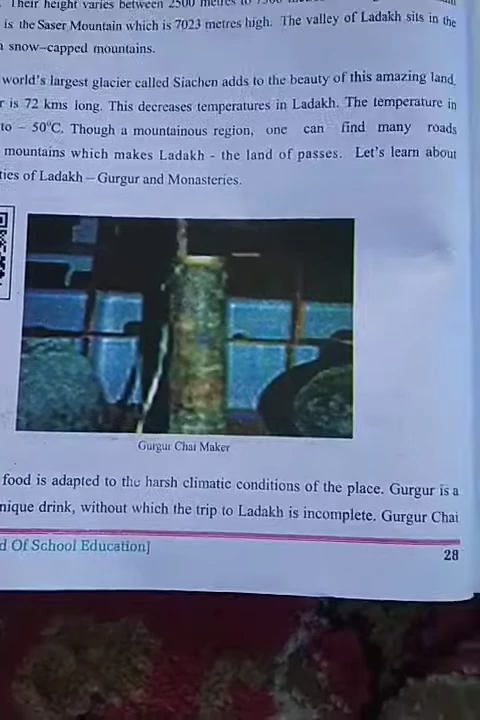 Their height varies between 2500 metres to
is the Saser Mountain which is 7023 metres high. The valley of Ladakh sits in the
snow-capped mountains.
world's largest glacier called Siachen adds to the beauty of this amazing land.
is 72 kms long. This decreases temperatures in Ladakh. The temperature in
to – 50°C. Though a mountainous region, one can find many roads
mountains which makes Ladakh - the land of passes. Let's learn about
of Ladakh – Gurgur and Monasteries.
Gurgur Chai Maker
food is adapted to the harsh climatic conditions of the place. Gurgur is a
nique drink, without which the trip to Ladakh is incomplete. Gurgur Chai
d Of School Education]
28